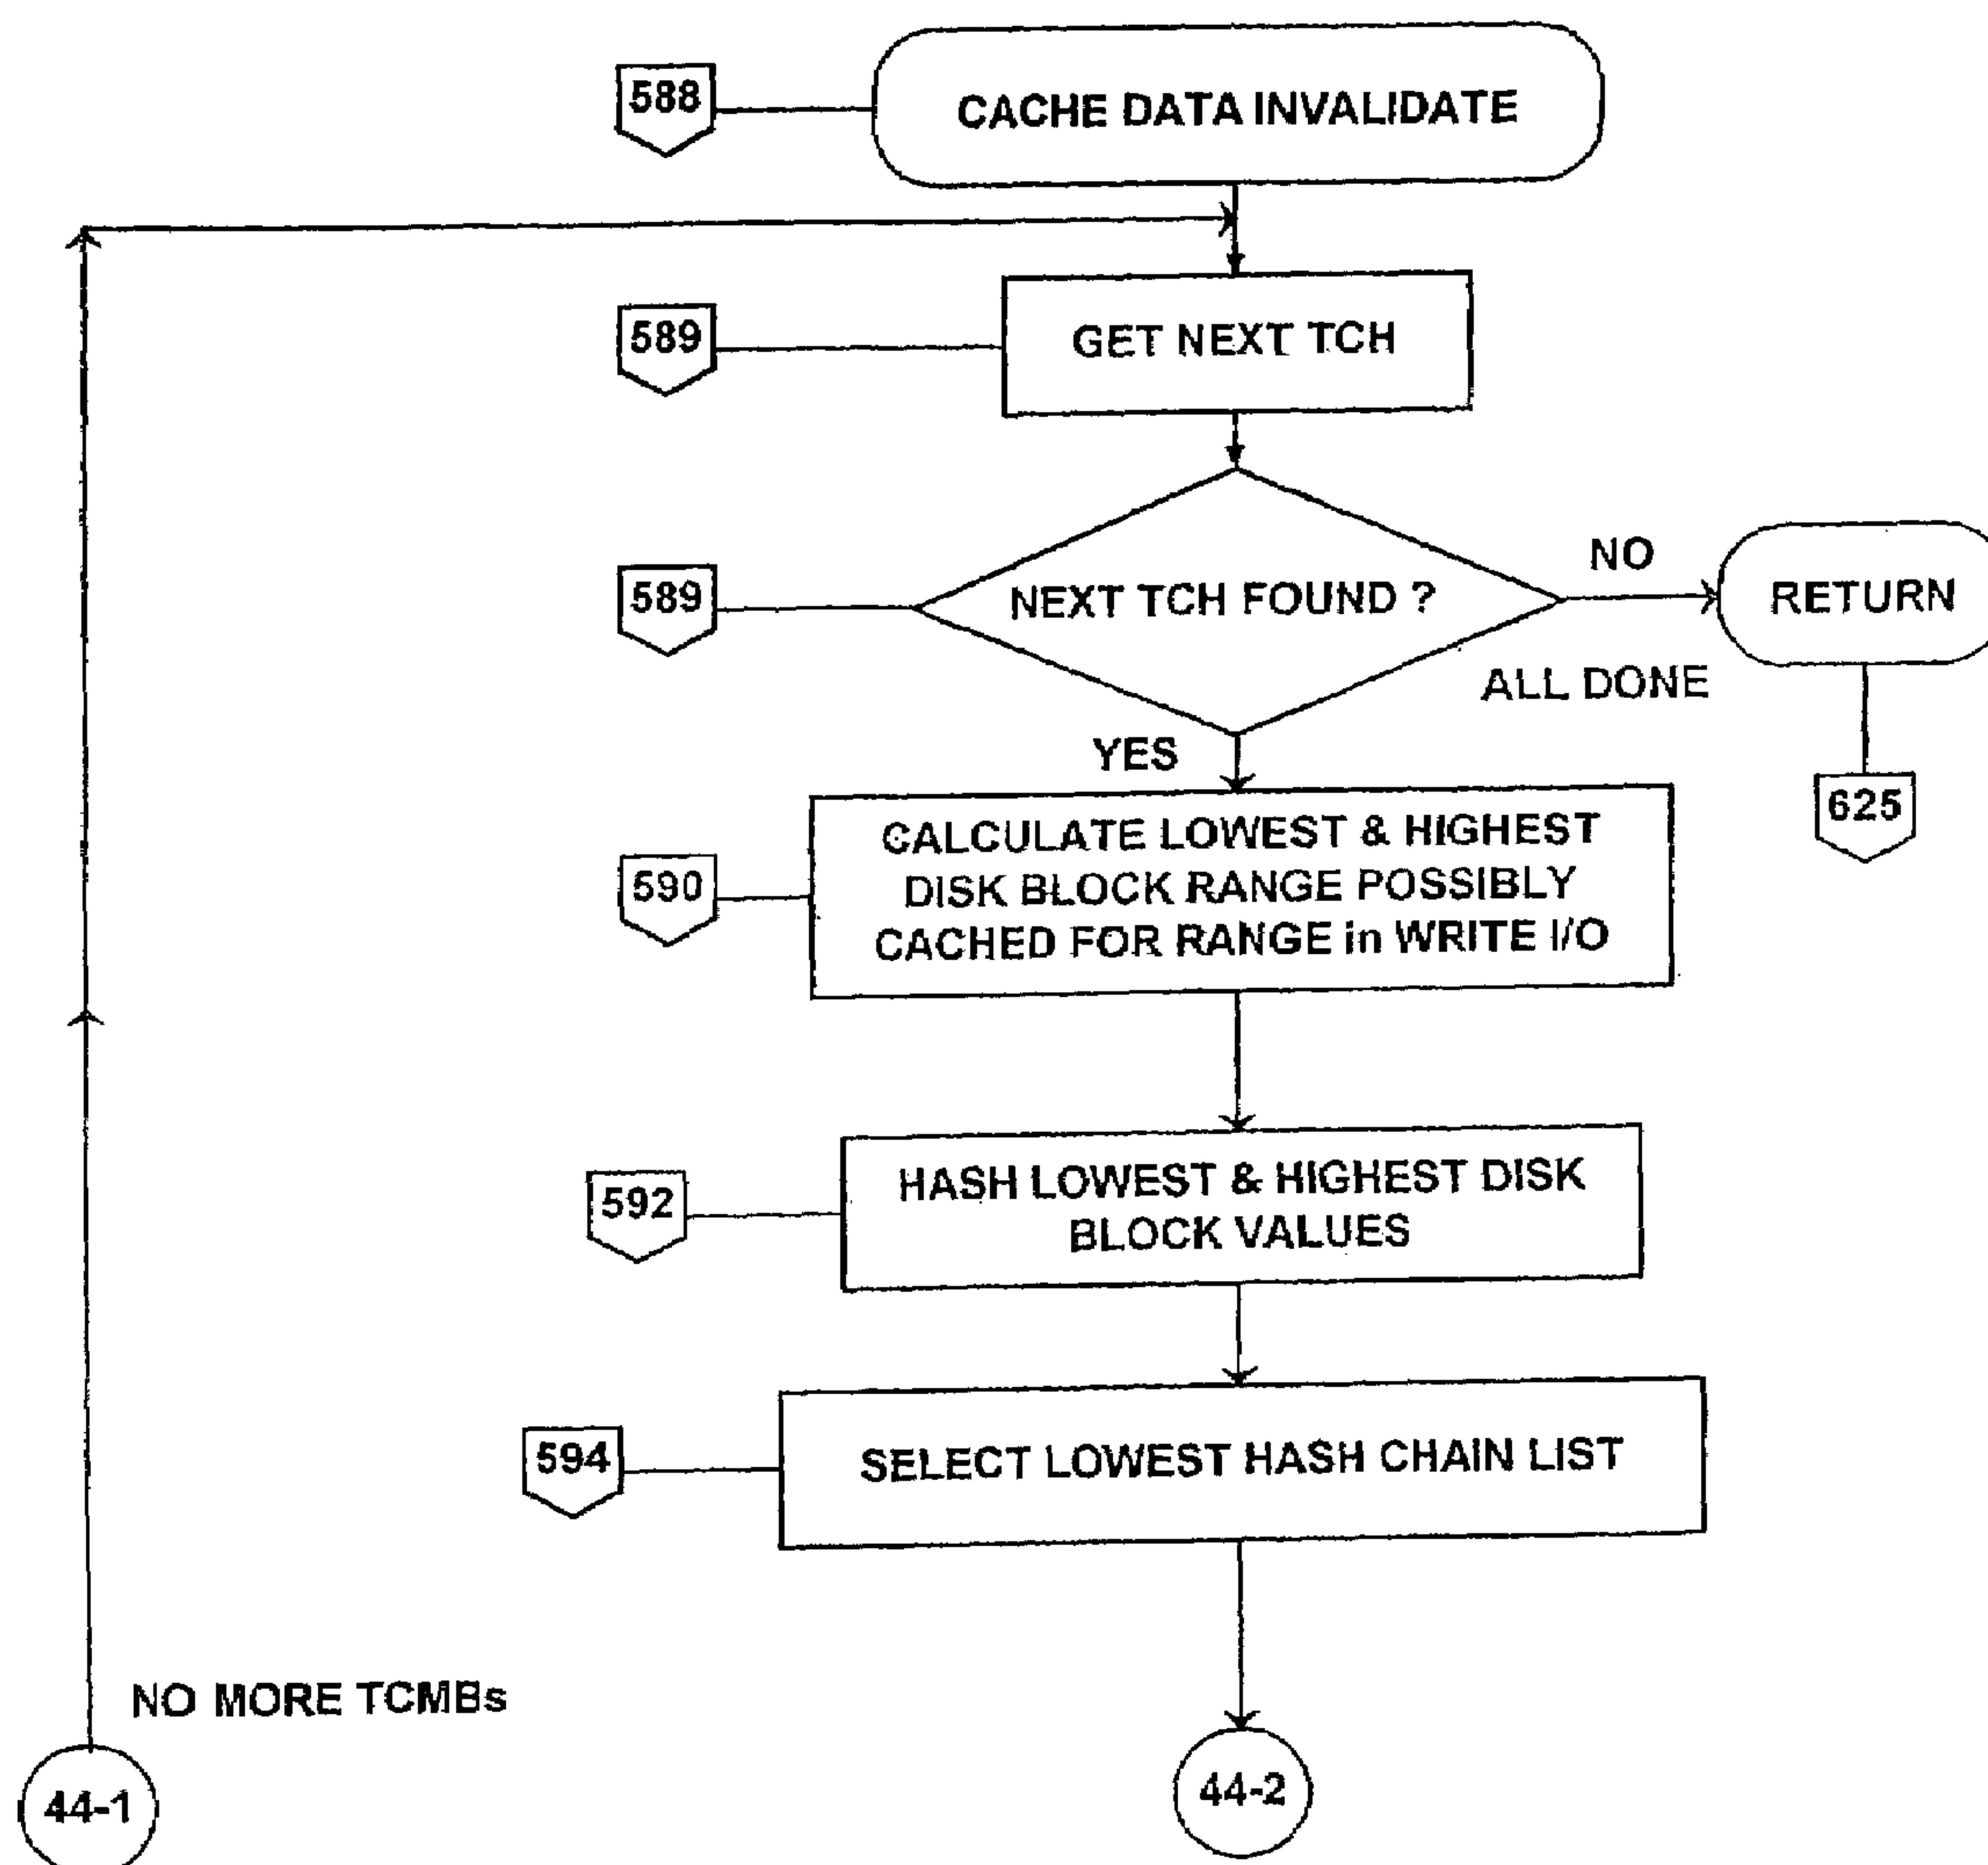 588
CACHE DATA INVALIDATE
589
GET NEXT TCH
589
NEXT TCH FOUND ?
NO
RETURN
ALL DONE
YES
625
590
CALCULATE LOWEST & HIGHEST
DISK BLOCK RANGE POSSIBLY
CACHED FOR RANGE in WRITE I/O
592
HASH LOWEST & HIGHEST DISK
BLOCK VALUES
594
SELECT LOWEST HASH CHAIN LIST
NO MORE TCMBs
44-1
44-2